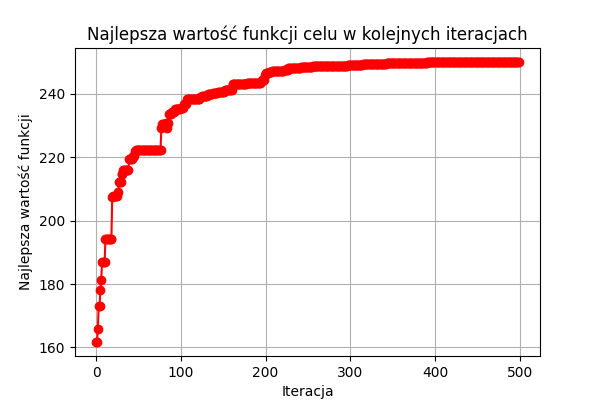 Najlepsza wartość funkcji celu w kolejnych iteracjach
Najlepsza wartość funkcji
240
220
200
180
160
0 100 200 300 400 500
Iteracja